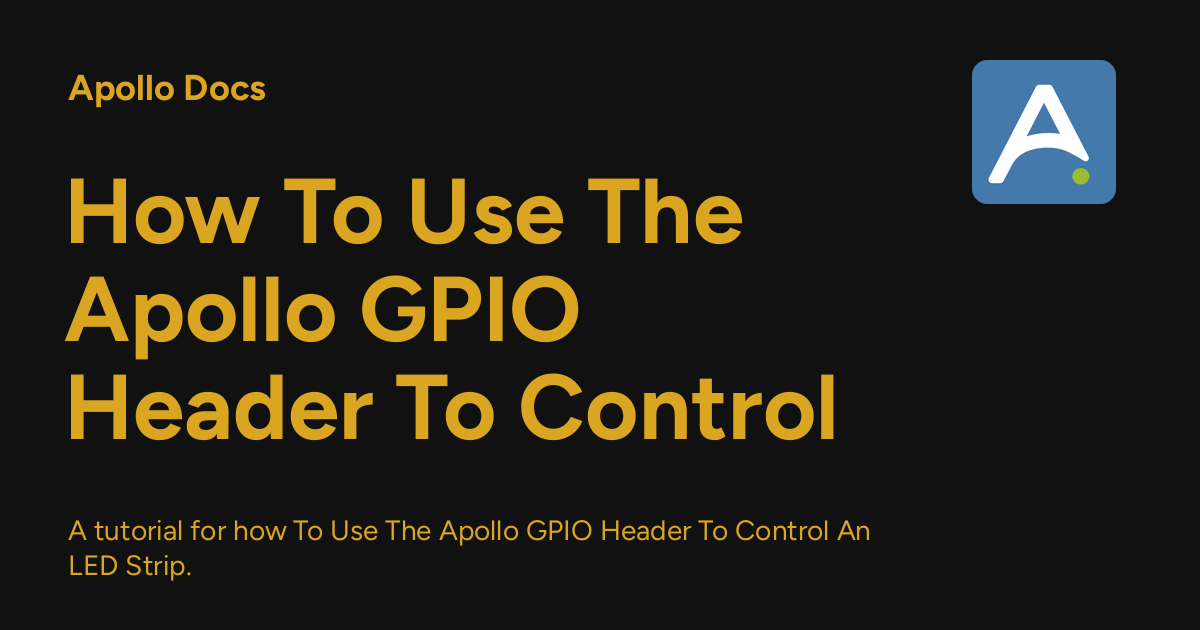 Apollo Docs
How To Use The
Apollo GPIO
Header To Control
A tutorial for how To Use The Apollo GPIO Header To Control An
LED Strip.